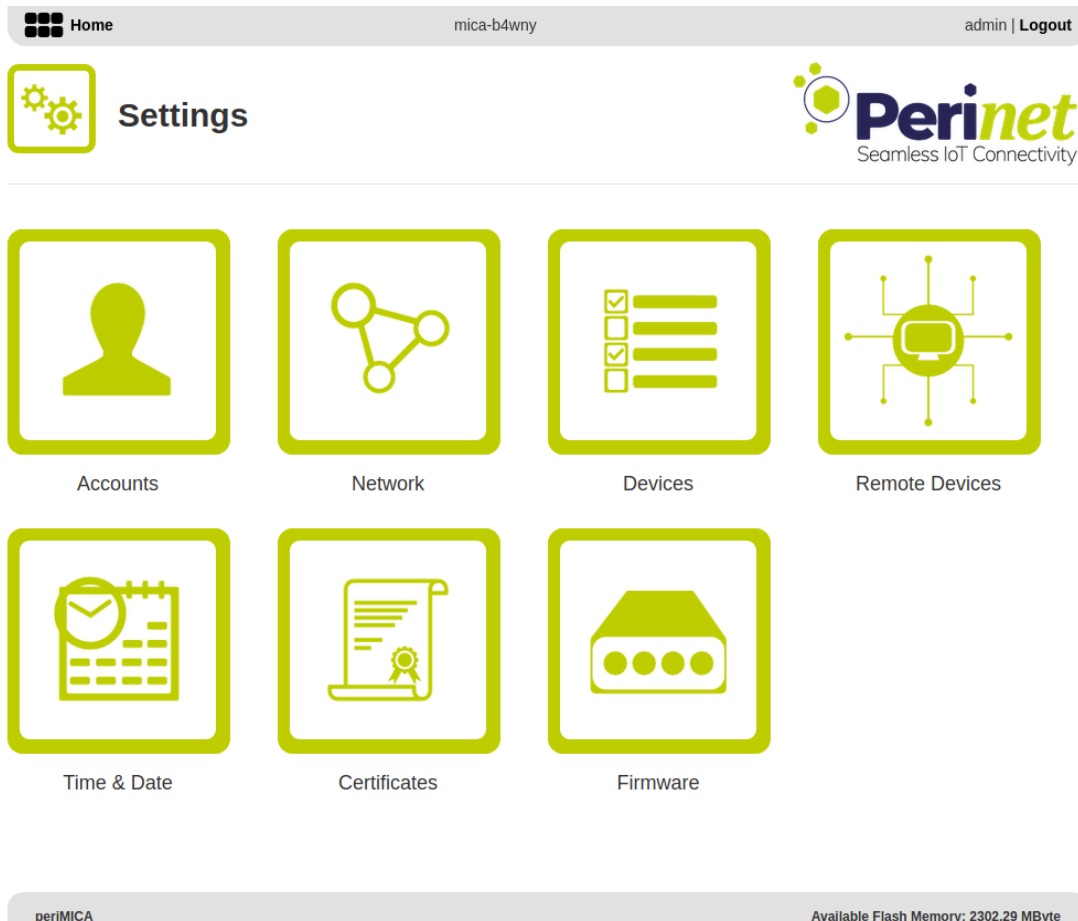 Home mica-b4wny admin | Logout
Settings
Perinet
Seamless IoT Connectivity
Accounts Network Devices Remote Devices
Time & Date Certificates Firmware
periMICA Available Flash Memory: 2302.29 MByte